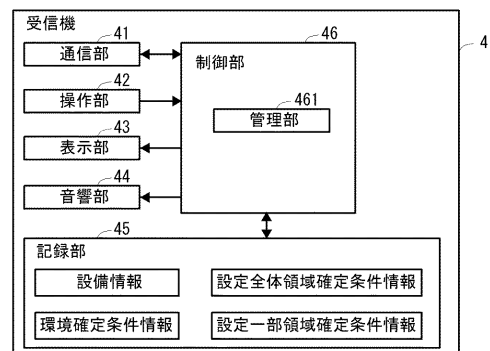 受信機
4
41
通信部
42
操作部
43
表示部
44
音響部
46
制御部
461
管理部
45
記録部
設備情報
設定全体領域確定条件情報
環境確定条件情報
設定一部領域確定条件情報